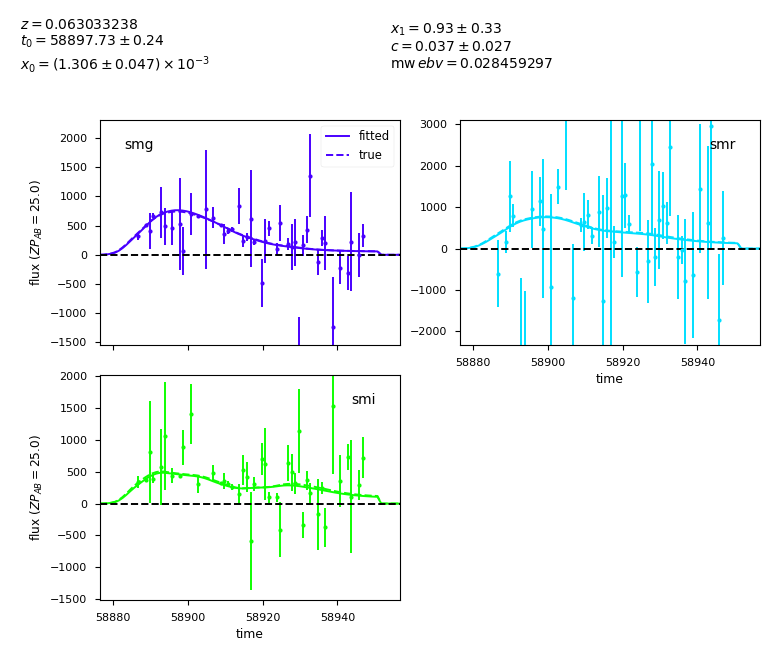 z = 0.063033238
t₀ = 58897.73 ± 0.24
x₀ = (1.306 ± 0.047) × 10⁻³
x₁ = 0.93 ± 0.33
c = 0.037 ± 0.027
mw ebv = 0.028459297
smg
fitted
true
2000
1500
1000
500
0
−500
−1000
−1500
flux (ZP_AB = 25.0)
smr
3000
2000
1000
0
−1000
−2000
58880 58900 58920 58940
time
smi
2000
1500
1000
500
0
−500
−1000
−1500
flux (ZP_AB = 25.0)
58880 58900 58920 58940
time